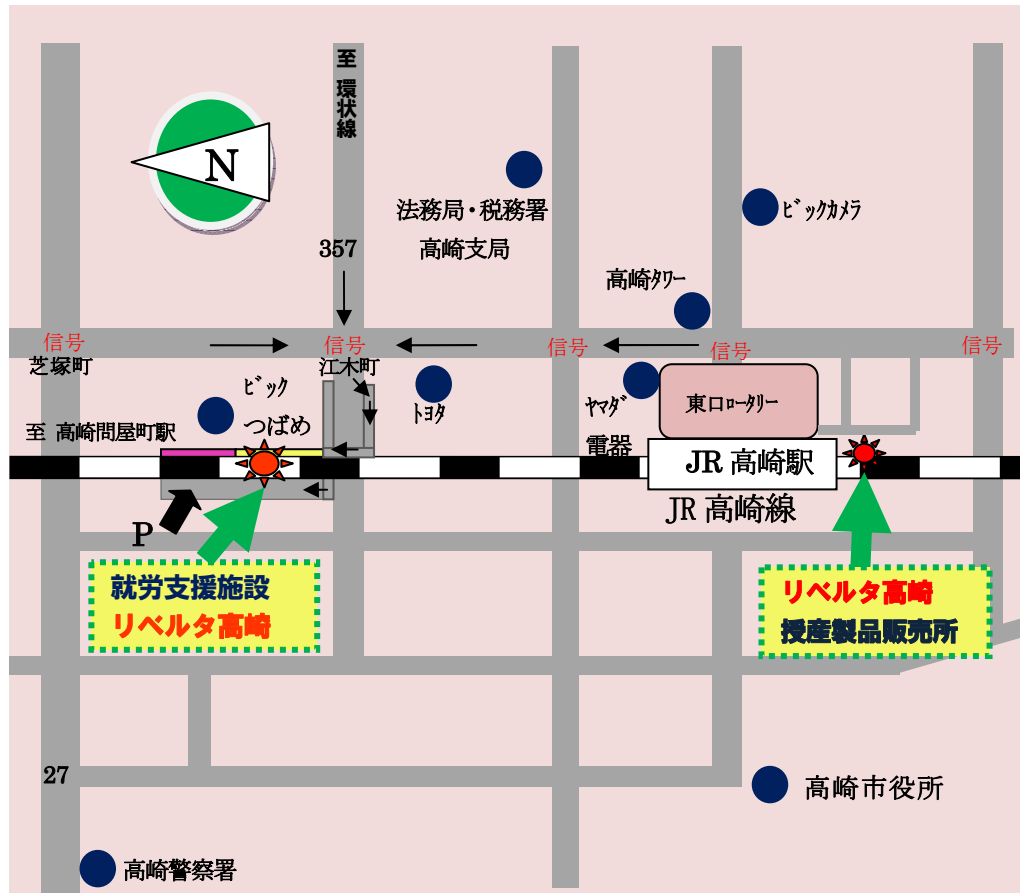 至 環状線
N
法務局・税務署
高崎支局
ﾋﾞｯｸｶﾒﾗ
357
高崎ﾀﾜｰ
信号
信号
信号
信号
信号
芝塚町
江木町
ﾋﾞｯｸ
つばめ
ﾄﾖﾀ
ﾔﾏﾀﾞ
電器
東口ﾛｰﾀﾘｰ
至 高崎問屋町駅
JR 高崎駅
JR 高崎線
P
就労支援施設
リベルタ高崎
リベルタ高崎
授産製品販売所
27
高崎市役所
高崎警察署